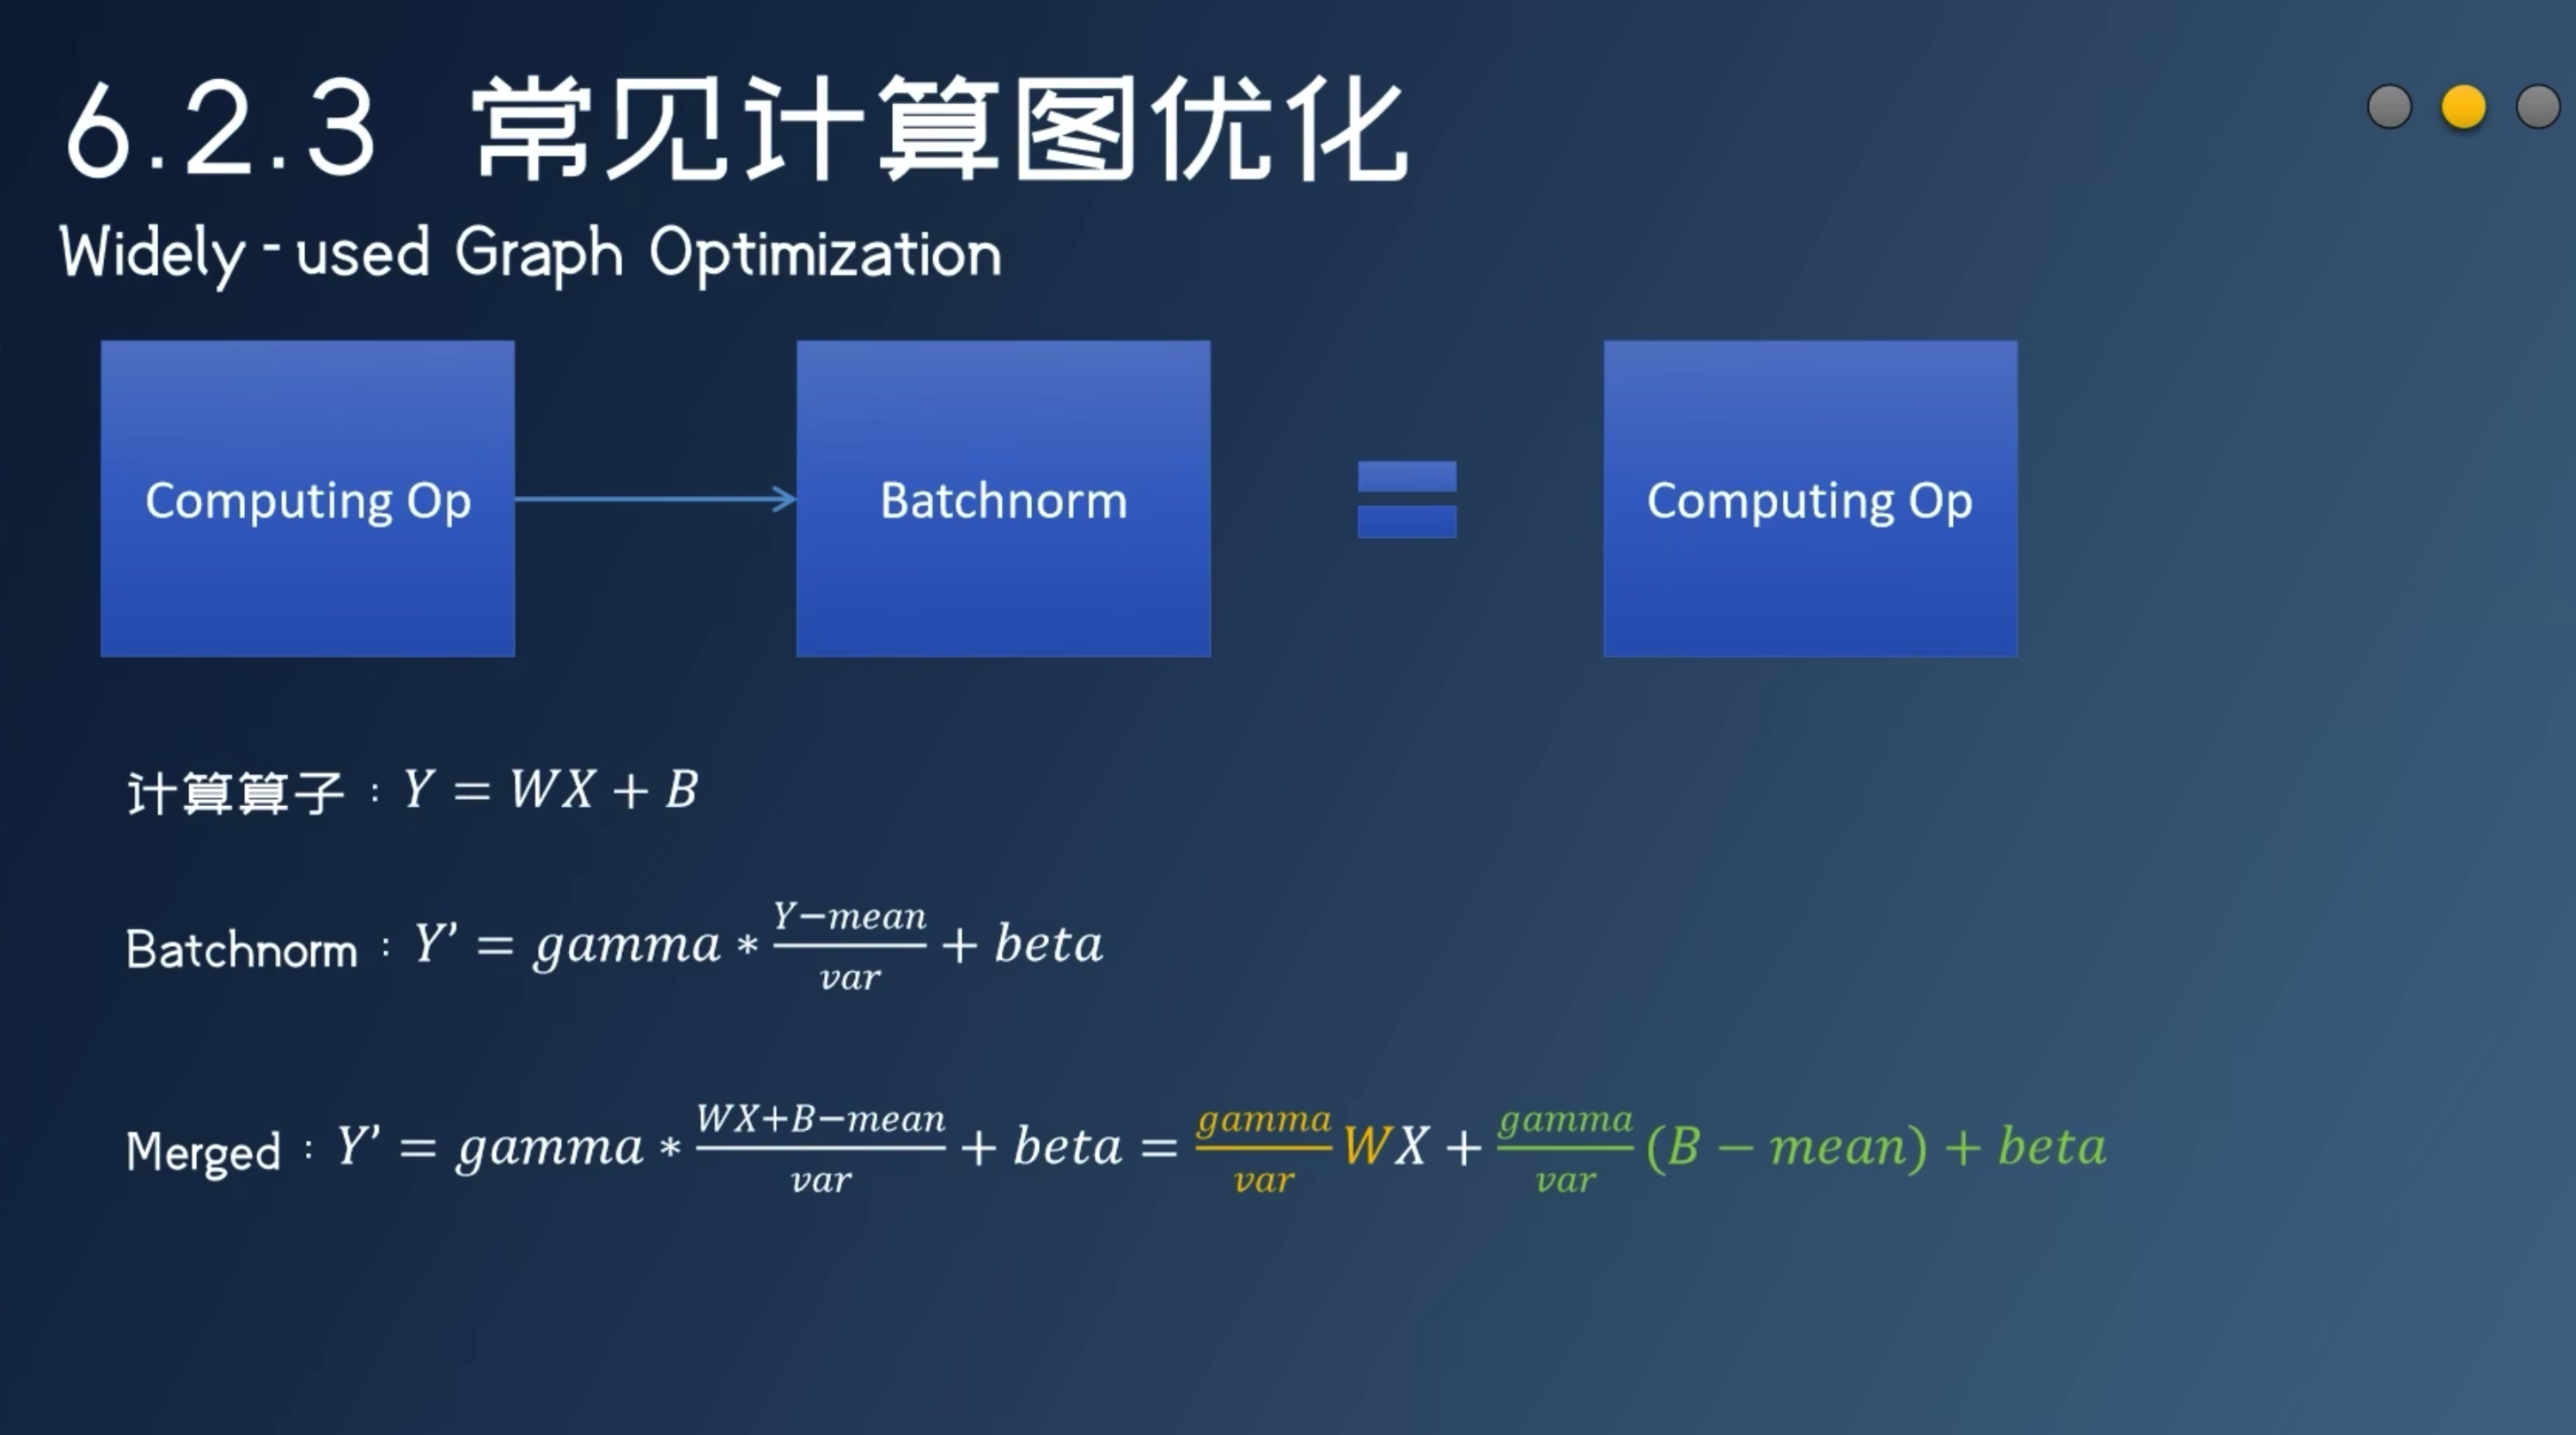 6.2.3 常见计算图优化
Widely-used Graph Optimization
Computing Op
Batchnorm
=
Computing Op
计算算子：Y = WX + B
Batchnorm：Y' = gamma * \frac{Y-mean}{var} + beta
Merged：Y' = gamma * \frac{WX+B-mean}{var} + beta = \frac{gamma}{var} WX + \frac{gamma}{var} (B - mean) + beta